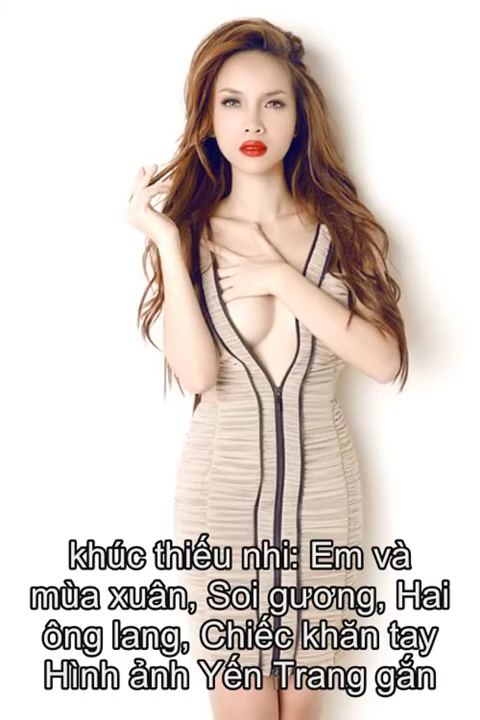 khúc thiếu nhi: Em và
mùa xuân, Soi gương, Hai
ông lang, Chiếc khăn tay
Hình ảnh Yến Trang gắn